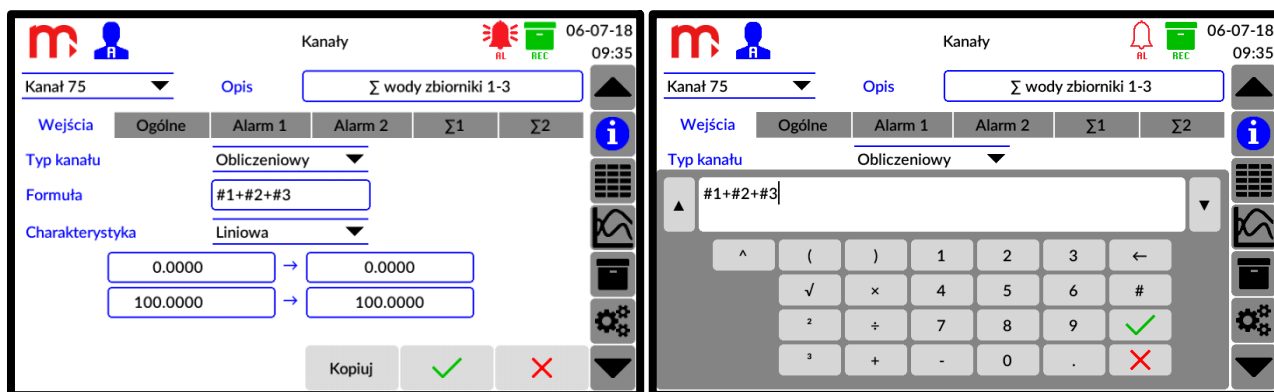 Kanały
AL
REC
06-07-18
09:35
A
Kanał 75
Opis
∑ wody zbiorniki 1-3
Wejścia Ogólne Alarm 1 Alarm 2 ∑1 ∑2
Typ kanału Obliczeniowy
Formuła #1+#2+#3
Charakterystyka Liniowa
0.0000 → 0.0000
100.0000 → 100.0000
Kopiuj
Kanały
AL
REC
06-07-18
09:35
A
Kanał 75
Opis
∑ wody zbiorniki 1-3
Wejścia Ogólne Alarm 1 Alarm 2 ∑1 ∑2
Typ kanału Obliczeniowy
#1+#2+#3
^ ( ) 1 2 3 ←
√ × 4 5 6 #
² ÷ 7 8 9
³ + - 0 .